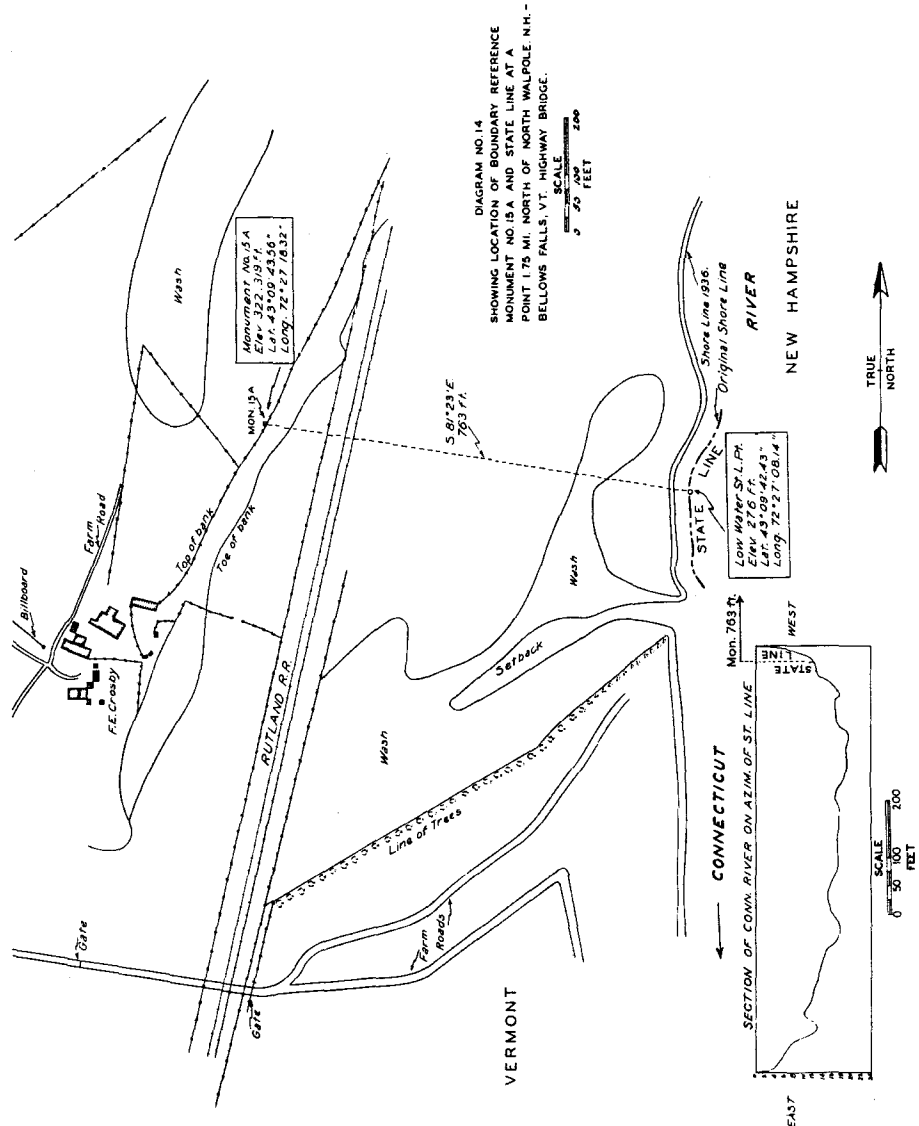 DIAGRAM NO. 14
SHOWING LOCATION OF BOUNDARY REFERENCE
MONUMENT NO. 15 A AND STATE LINE AT A
POINT 1.75 MI. NORTH OF NORTH WALPOLE, N.H.-
BELLOWS FALLS, VT. HIGHWAY BRIDGE.
SCALE
0 50 100 200
FEET
Billboard
Farm
Road
F.E. Crosby
Wash
Monument No. 15 A
Elev. 322.319 ft.
Lat. 43°09'43.56"
Long. 72°27'18.32"
MON. 15 A
Top of bank
Toe of bank
RUTLAND R.R.
Gate
Gate
S 81°23' E
763 ft.
Wash
Wash
Setback
Line of Trees
Farm
Roads
VERMONT
Shore Line 1936.
Original Shore Line
STATE LINE
RIVER
NEW HAMPSHIRE
Low Water St. L. Pt.
Elev. 276 ft.
Lat. 43°09'42.43"
Long. 72°27'08.14"
CONNECTICUT
TRUE
NORTH
SECTION OF CONN. RIVER ON AZIM. OF ST. LINE
Mon. 763 ft.
WEST
STATE
LINE
EAST
SCALE
0 50 100 200
FEET